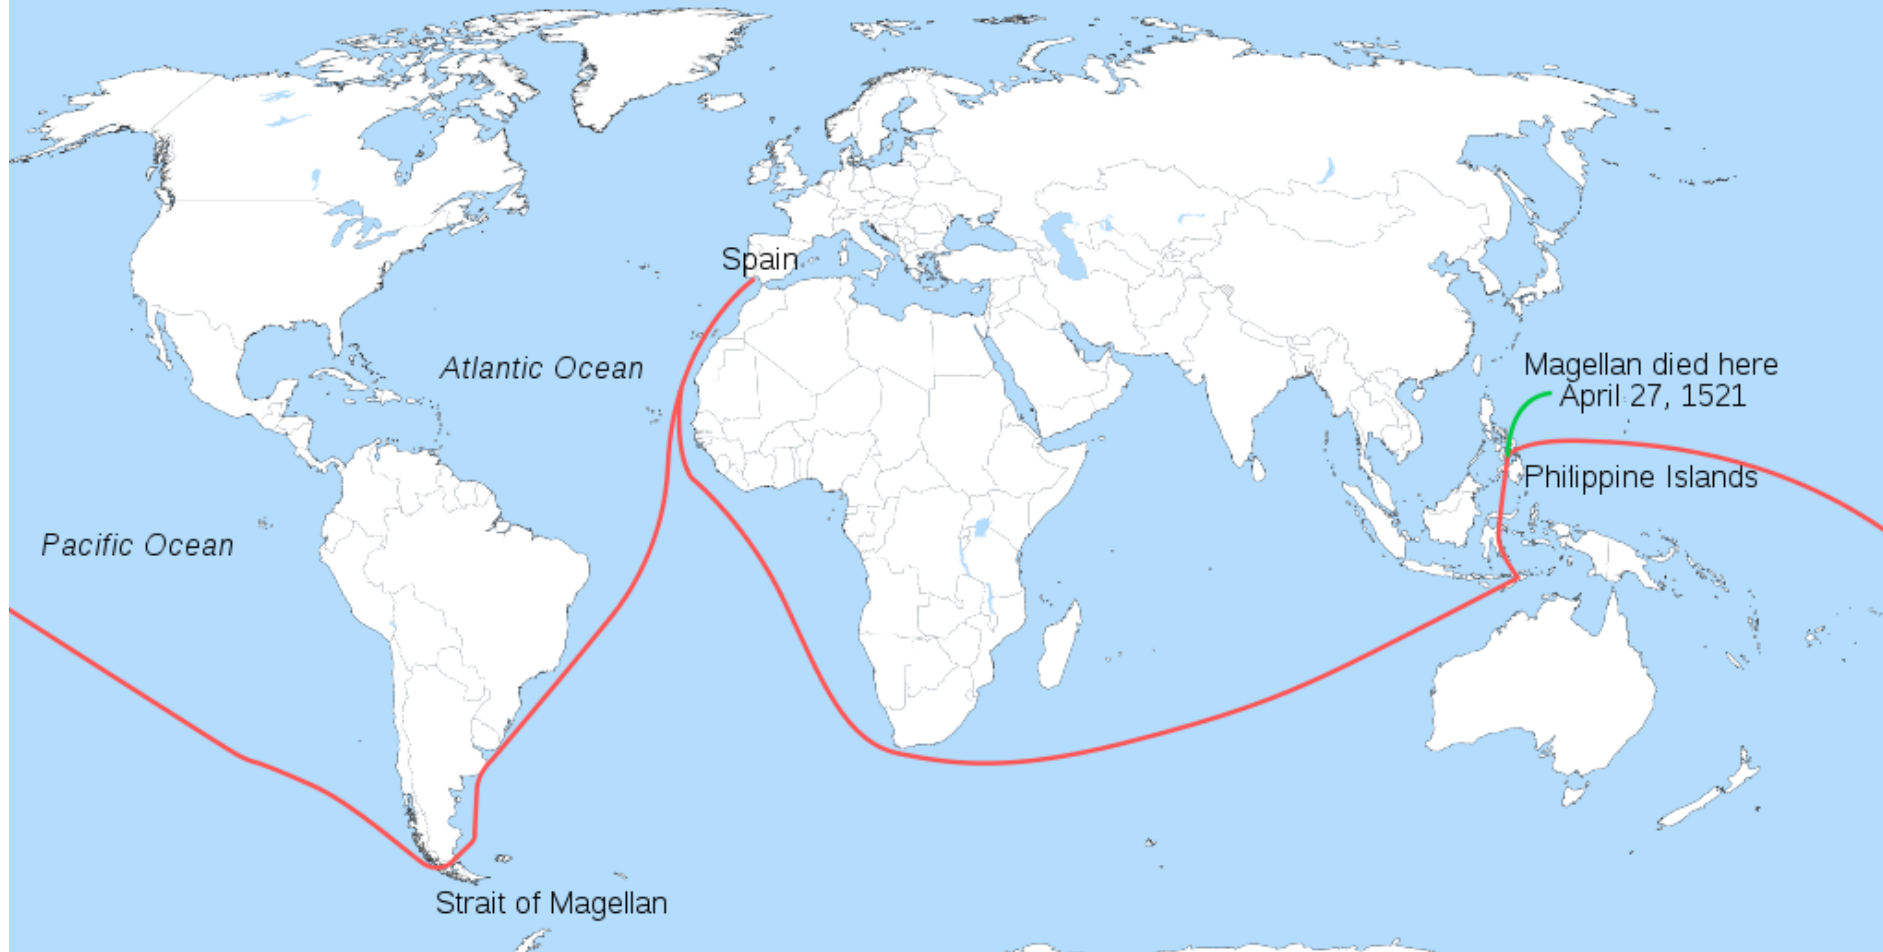 Spain
Atlantic Ocean
Magellan died here
April 27, 1521
Philippine Islands
Pacific Ocean
Strait of Magellan